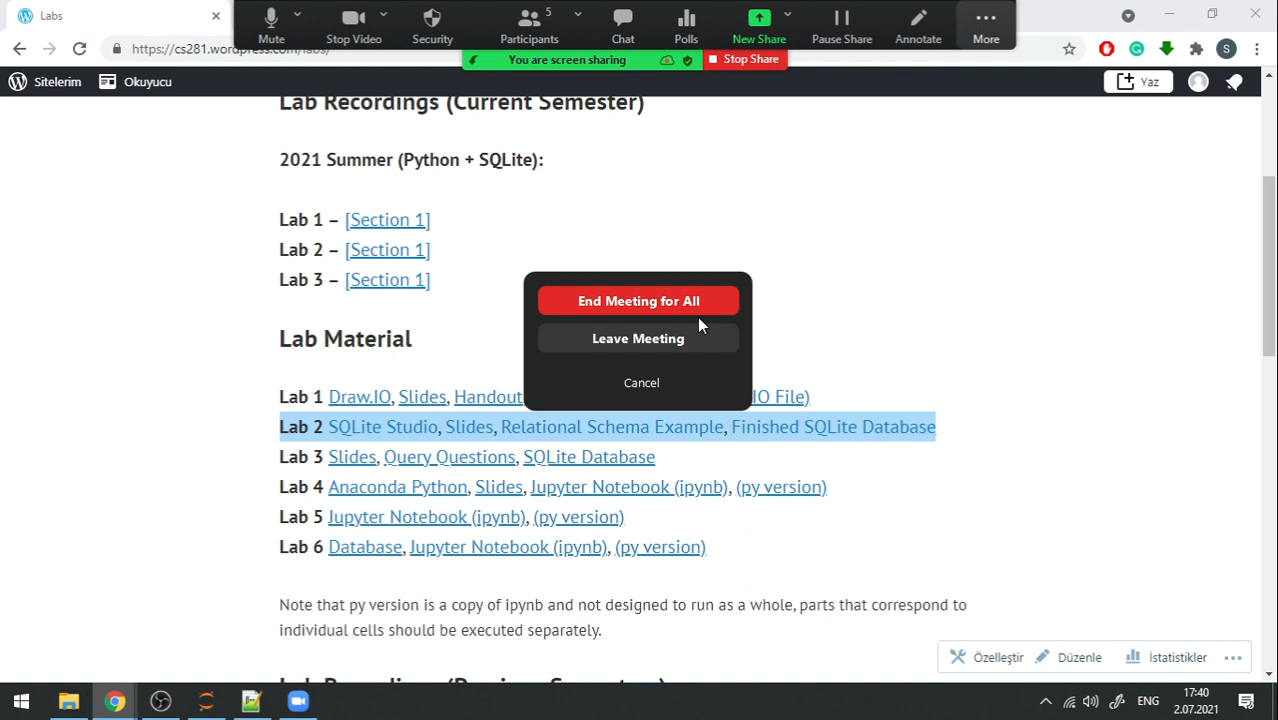 Labs
Mute
Stop Video
Security
5
Participants
Chat
Polls
New Share
Pause Share
Annotate
More
https://cs281.wordpress.com/labs/
S
You are screen sharing
Stop Share
Sitelerim
Okuyucu
Yaz
Lab Recordings (Current Semester)
2021 Summer (Python + SQLite):
Lab 1 – [Section 1]
Lab 2 – [Section 1]
Lab 3 – [Section 1]
End Meeting for All
Leave Meeting
Cancel
Lab Material
Lab 1 Draw.IO, Slides, Handout IO File)
Lab 2 SQLite Studio, Slides, Relational Schema Example, Finished SQLite Database
Lab 3 Slides, Query Questions, SQLite Database
Lab 4 Anaconda Python, Slides, Jupyter Notebook (ipynb), (py version)
Lab 5 Jupyter Notebook (ipynb), (py version)
Lab 6 Database, Jupyter Notebook (ipynb), (py version)
Note that py version is a copy of ipynb and not designed to run as a whole, parts that correspond to
individual cells should be executed separately.
Özelleştir
Düzenle
İstatistikler
ENG
17:40
2.07.2021